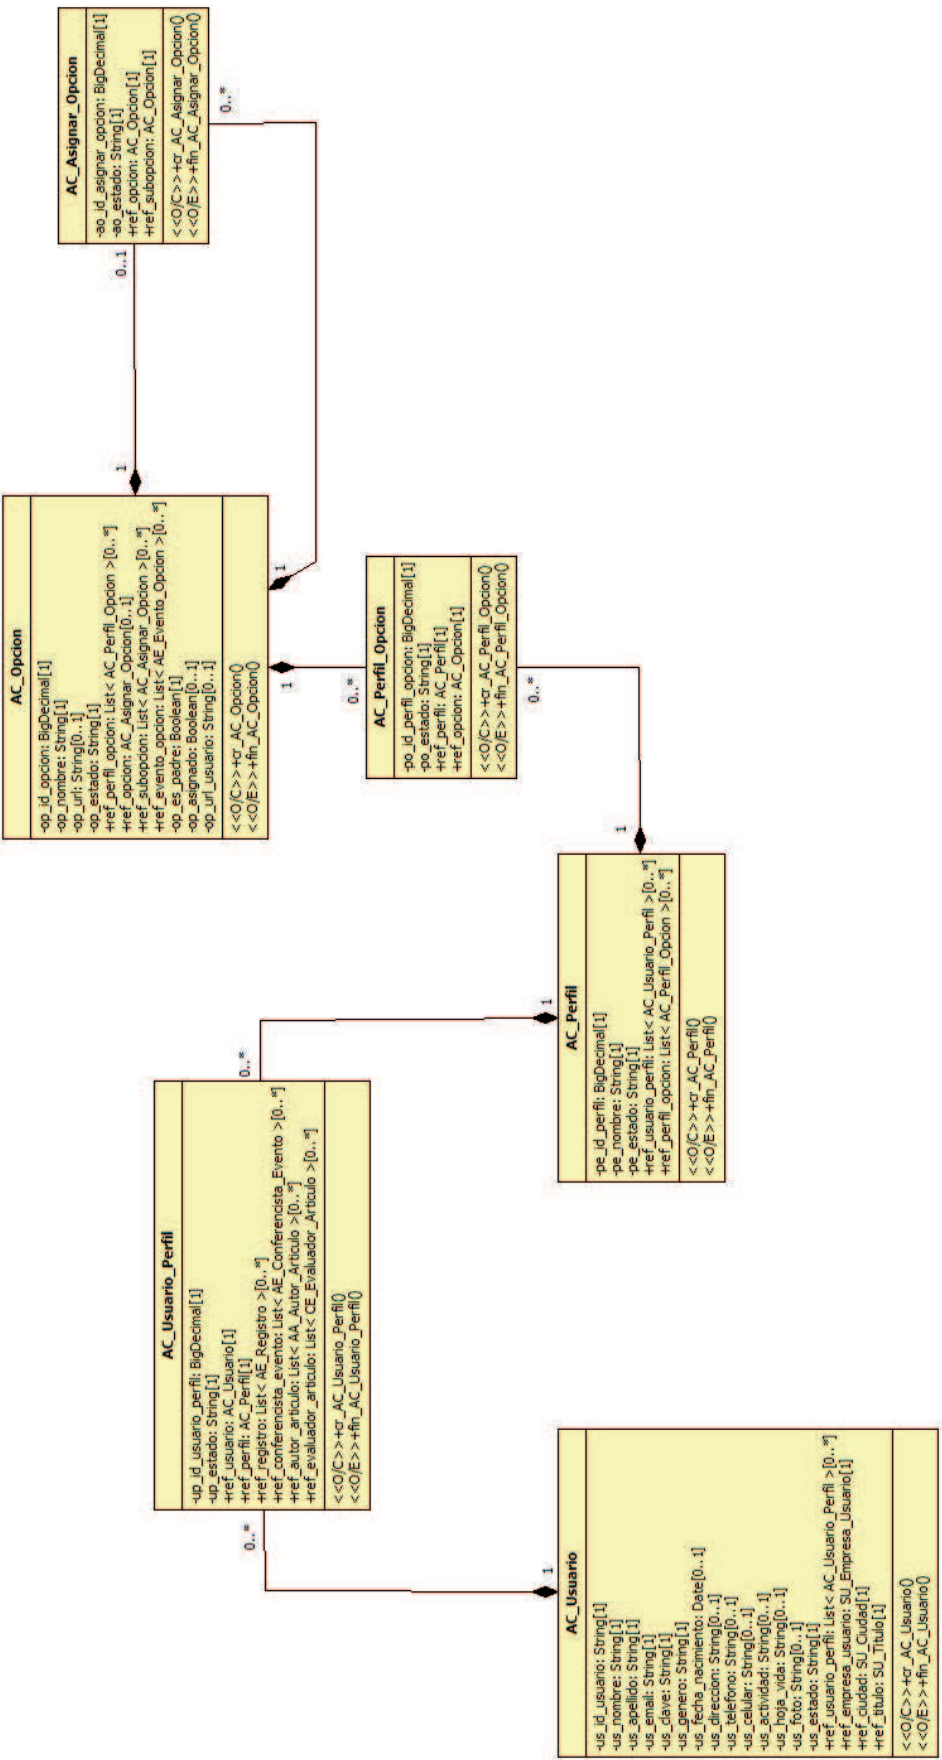 AC_Usuario
-us_id_usuario: String[1]
-us_nombre: String[1]
-us_apellido: String[1]
-us_email: String[1]
-us_clave: String[1]
-us_genero: String[1]
-us_fecha_nacimiento: Date[0..1]
-us_direccion: String[0..1]
-us_telefono: String[0..1]
-us_celular: String[0..1]
-us_actividad: String[0..1]
-us_hoja_vida: String[0..1]
-us_foto: String[0..1]
-us_estado: String[1]
+ref_usuario_perfil: List< AC_Usuario_Perfil >[0..*]
+ref_empresa_usuario: SU_Empresa_Usuario[1]
+ref_ciudad: SU_Ciudad[1]
+ref_titulo: SU_Titulo[1]
<<O/C>>+cr_AC_Usuario()
<<O/E>>+fin_AC_Usuario()
1
0..*
AC_Usuario_Perfil
-up_id_usuario_perfil: BigDecimal[1]
-up_estado: String[1]
+ref_usuario: AC_Usuario[1]
+ref_perfil: AC_Perfil[1]
+ref_registro: List< AE_Registro >[0..*]
+ref_conferencista_evento: List< AE_Conferencista_Evento >[0..*]
+ref_autor_articulo: List< AA_Autor_Articulo >[0..*]
+ref_evaluador_articulo: List< CE_Evaluador_Articulo >[0..*]
<<O/C>>+cr_AC_Usuario_Perfil()
<<O/E>>+fin_AC_Usuario_Perfil()
0..*
1
AC_Perfil
-pe_id_perfil: BigDecimal[1]
-pe_nombre: String[1]
-pe_estado: String[1]
+ref_usuario_perfil: List< AC_Usuario_Perfil >[0..*]
+ref_perfil_opcion: List< AC_Perfil_Opcion >[0..*]
<<O/C>>+cr_AC_Perfil()
<<O/E>>+fin_AC_Perfil()
1
0..*
AC_Perfil_Opcion
-po_id_perfil_opcion: BigDecimal[1]
-po_estado: String[1]
+ref_perfil: AC_Perfil[1]
+ref_opcion: AC_Opcion[1]
<<O/C>>+cr_AC_Perfil_Opcion()
<<O/E>>+fin_AC_Perfil_Opcion()
0..*
1
AC_Opcion
-op_id_opcion: BigDecimal[1]
-op_nombre: String[1]
-op_url: String[0..1]
-op_estado: String[1]
+ref_perfil_opcion: List< AC_Perfil_Opcion >[0..*]
+ref_opcion: AC_Asignar_Opcion[0..1]
+ref_subopcion: List< AC_Asignar_Opcion >[0..*]
+ref_evento_opcion: List< AE_Evento_Opcion >[0..*]
-op_es_padre: Boolean[1]
-op_asignado: Boolean[0..1]
-op_url_usuario: String[0..1]
<<O/C>>+cr_AC_Opcion()
<<O/E>>+fin_AC_Opcion()
1
0..1
1
0..*
AC_Asignar_Opcion
-ao_id_asignar_opcion: BigDecimal[1]
-ao_estado: String[1]
+ref_opcion: AC_Opcion[1]
+ref_subopcion: AC_Opcion[1]
<<O/C>>+cr_AC_Asignar_Opcion()
<<O/E>>+fin_AC_Asignar_Opcion()